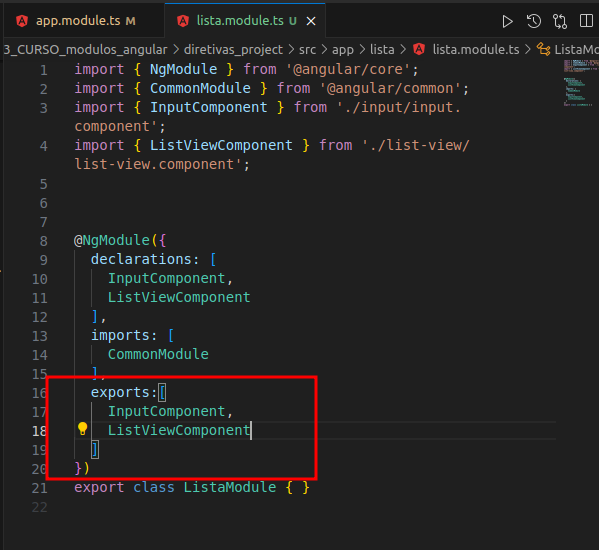 app.module.ts M
lista.module.ts U
3_CURSO_modulos_angular > diretivas_project > src > app > lista > lista.module.ts > ListaMo
1 import { NgModule } from '@angular/core';
2 import { CommonModule } from '@angular/common';
3 import { InputComponent } from './input/input.
component';
4 import { ListViewComponent } from './list-view/
list-view.component';
5
6
7
8 @NgModule({
9 declarations: [
10 InputComponent,
11 ListViewComponent
12 ],
13 imports: [
14 CommonModule
15 ],
16 exports:[
17 InputComponent,
18 ListViewComponent
19 ]
20 })
21 export class ListaModule { }
22